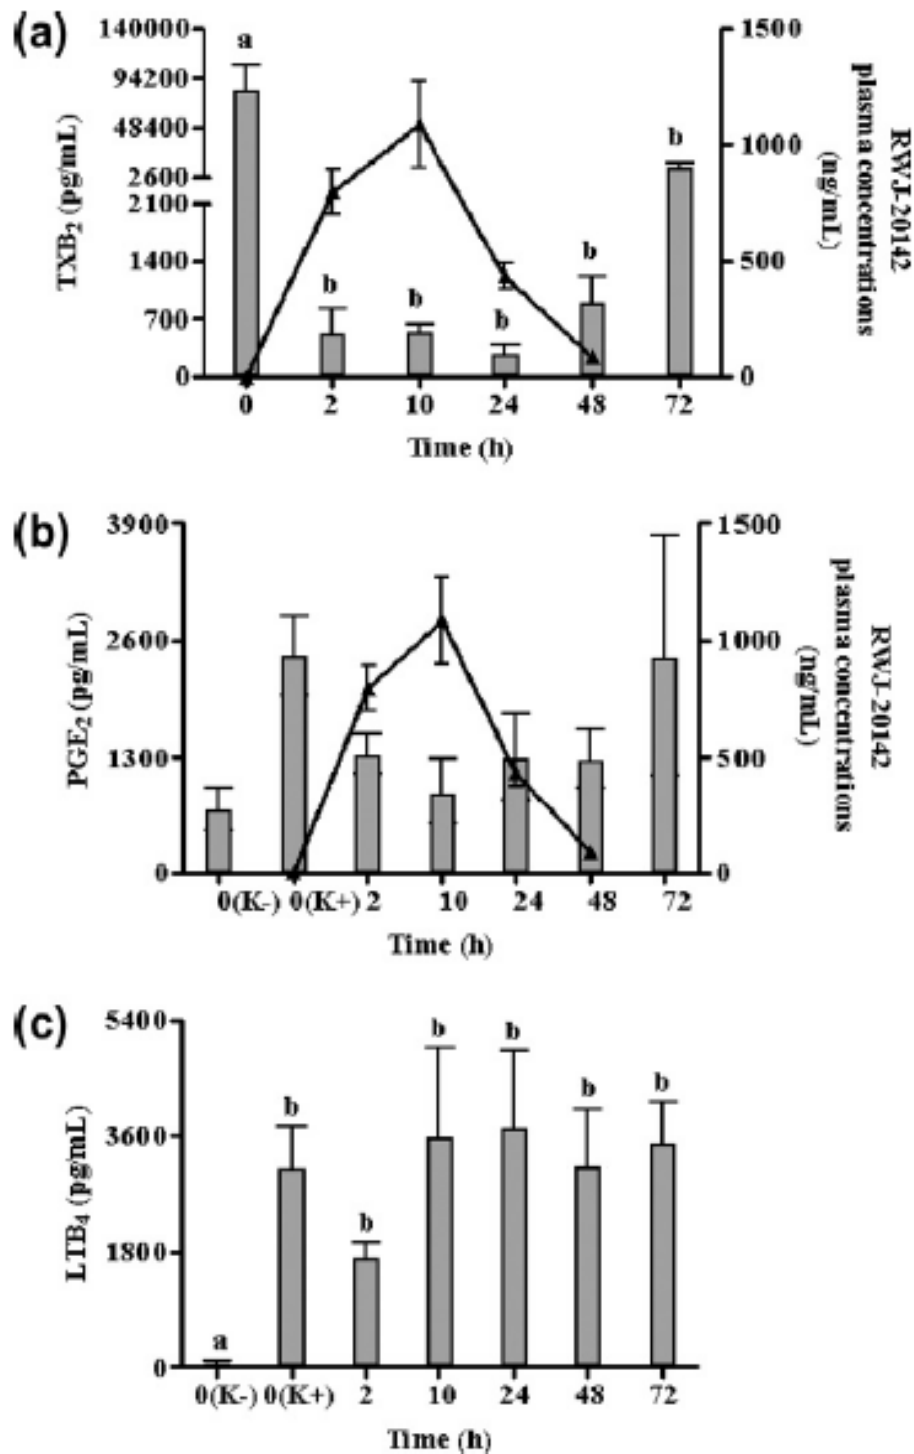 (a)
140000
94200
48400
2600
2100
1400
700
0
TXB2 (pg/mL)
a
b
b
b
b
b
1500
1000
500
0
RWJ-20142
plasma concentrations
(ng/mL)
0 2 10 24 48 72
Time (h)
(b)
3900
2600
1300
0
PGE2 (pg/mL)
1500
1000
500
0
RWJ-20142
plasma concentrations
(ng/mL)
0(K-) 0(K+) 2 10 24 48 72
Time (h)
(c)
5400
3600
1800
0
LTB4 (pg/mL)
a
b
b
b
b
b
b
0(K-) 0(K+) 2 10 24 48 72
Time (h)